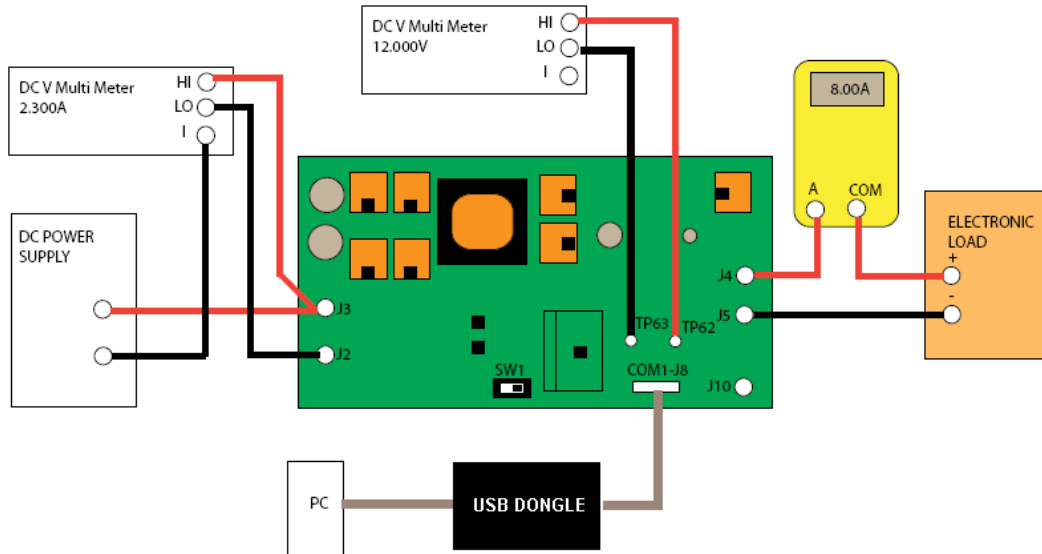 DC V Multi Meter
12.000V
HI
LO
I
DC V Multi Meter
2.300A
HI
LO
I
8.00A
A
COM
DC POWER
SUPPLY
ELECTRONIC
LOAD
+
-
J3
J2
J4
J5
TP63
TP62
SW1
COM1-J8
J10
PC
USB DONGLE